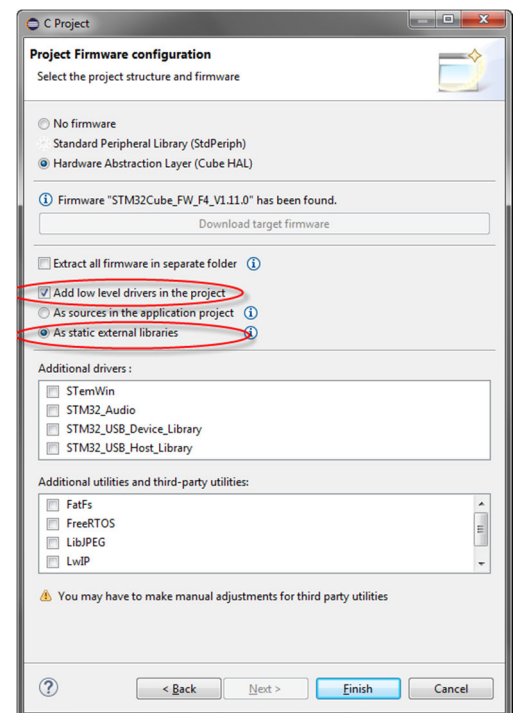 C Project
Project Firmware configuration
Select the project structure and firmware
No firmware
Standard Peripheral Library (StdPeriph)
Hardware Abstraction Layer (Cube HAL)
Firmware "STM32Cube_FW_F4_V1.11.0" has been found.
Download target firmware
Extract all firmware in separate folder
Add low level drivers in the project
As sources in the application project
As static external libraries
Additional drivers :
STemWin
STM32_Audio
STM32_USB_Device_Library
STM32_USB_Host_Library
Additional utilities and third-party utilities:
FatFs
FreeRTOS
LibJPEG
LwIP
You may have to make manual adjustments for third party utilities
< Back Next > Finish Cancel